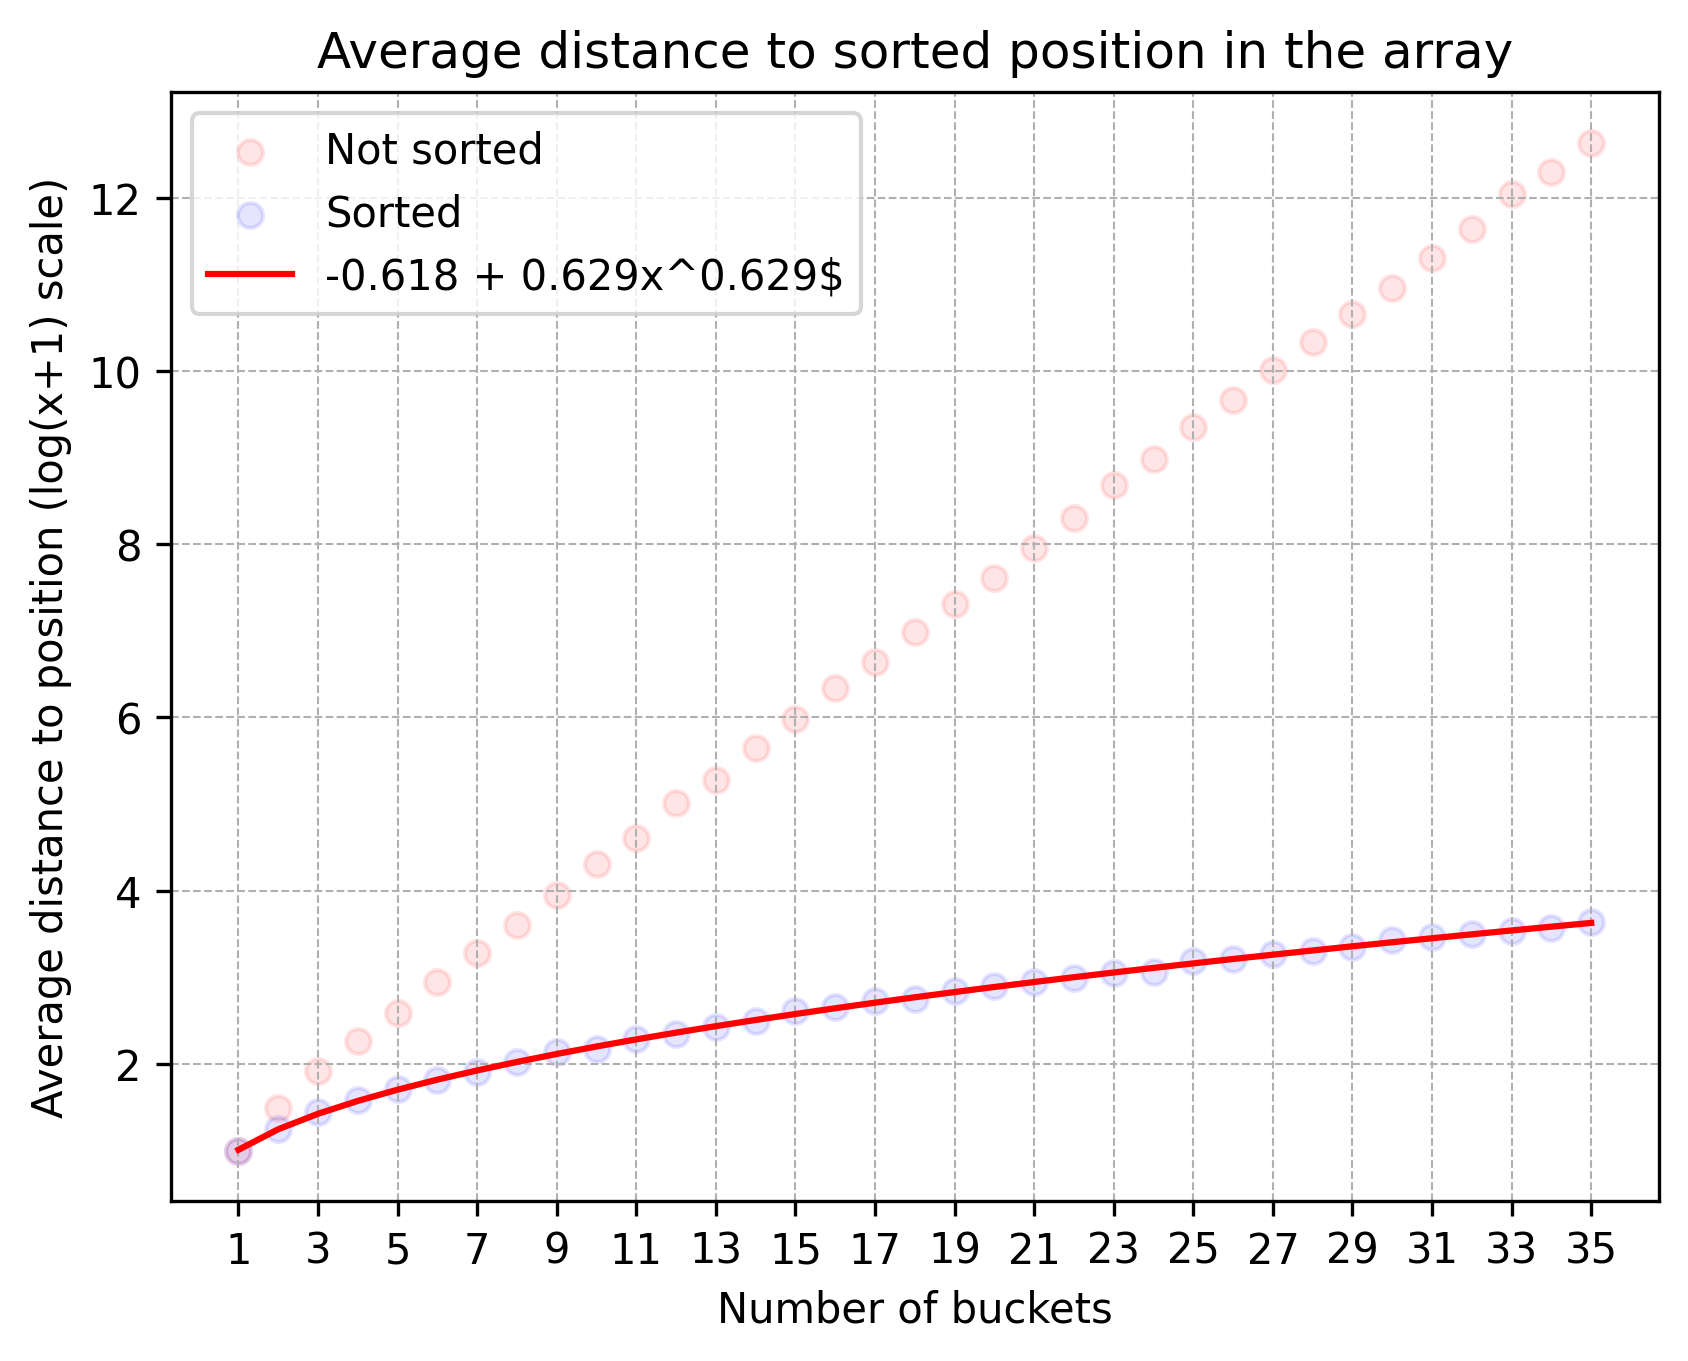 Average distance to sorted position in the array
Not sorted
Sorted
-0.618 + 0.629x^0.629$
Average distance to position (log(x+1) scale)
12
10
8
6
4
2
1 3 5 7 9 11 13 15 17 19 21 23 25 27 29 31 33 35
Number of buckets